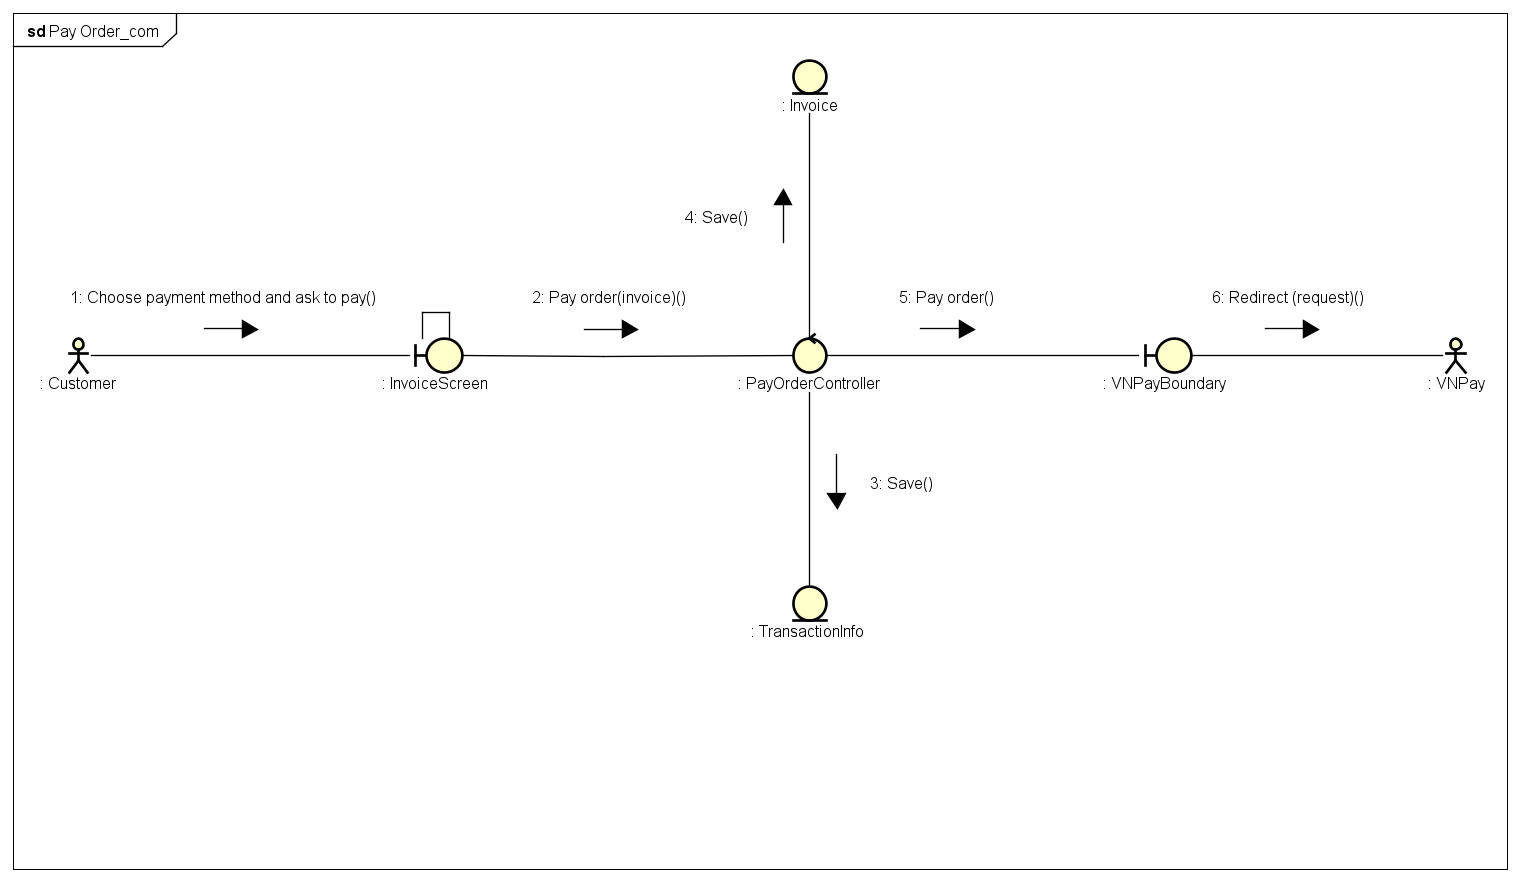 sd Pay Order_com
: Invoice
4: Save()
1: Choose payment method and ask to pay()
2: Pay order(invoice)()
5: Pay order()
6: Redirect (request)()
: Customer
: InvoiceScreen
: PayOrderController
: VNPayBoundary
: VNPay
3: Save()
: TransactionInfo